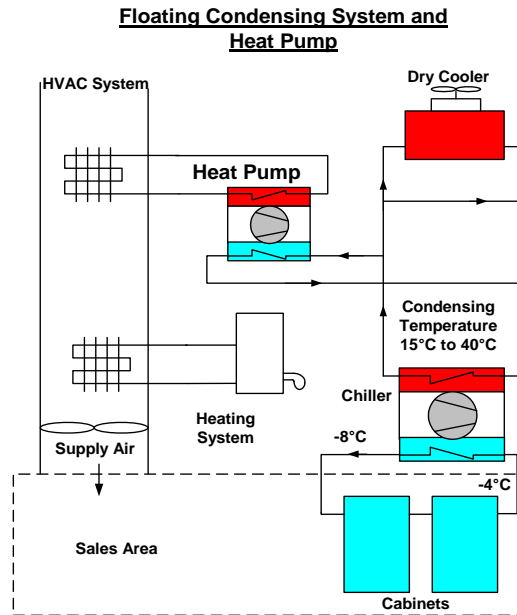 Floating Condensing System and
Heat Pump
HVAC System
Dry Cooler
Heat Pump
Condensing
Temperature
15°C to 40°C
Chiller
Heating
System
-8°C
Supply Air
-4°C
Sales Area
Cabinets